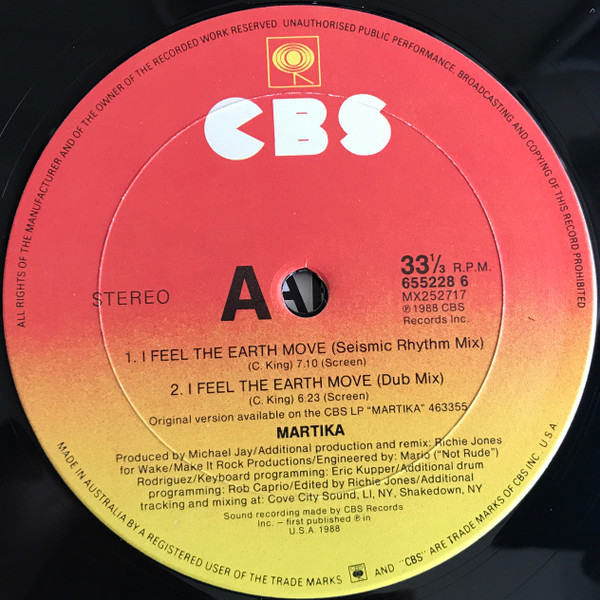 ALL RIGHTS OF THE MANUFACTURER AND OF THE OWNER OF THE RECORDED WORK RESERVED. UNAUTHORISED PUBLIC PERFORMANCE, BROADCASTING AND COPYING OF THIS RECORD PROHIBITED
CBS
STEREO
AA
33⅓ R.P.M.
655228 6
MX252717
℗ 1988 CBS
Records Inc.
1. I FEEL THE EARTH MOVE (Seismic Rhythm Mix)
(C. King) 7.10 (Screen)
2. I FEEL THE EARTH MOVE (Dub Mix)
(C. King) 6.23 (Screen)
Original version available on the CBS LP "MARTIKA" 463355
MARTIKA
Produced by Michael Jay/Additional production and remix: Richie Jones
for Wake/Make It Rock Productions/Engineered by: Mario ("Not Rude")
Rodriguez/Keyboard programming: Eric Kupper/Additional drum
programming: Rob Caprio/Edited by Richie Jones/Additional
tracking and mixing at: Cove City Sound, LI, NY, Shakedown, NY
Sound recording made by CBS Records
Inc. – first published ℗ in
U.S.A. 1988
MADE IN AUSTRALIA BY A REGISTERED USER OF THE TRADE MARKS AND "CBS" ARE TRADE MARKS OF CBS INC USA